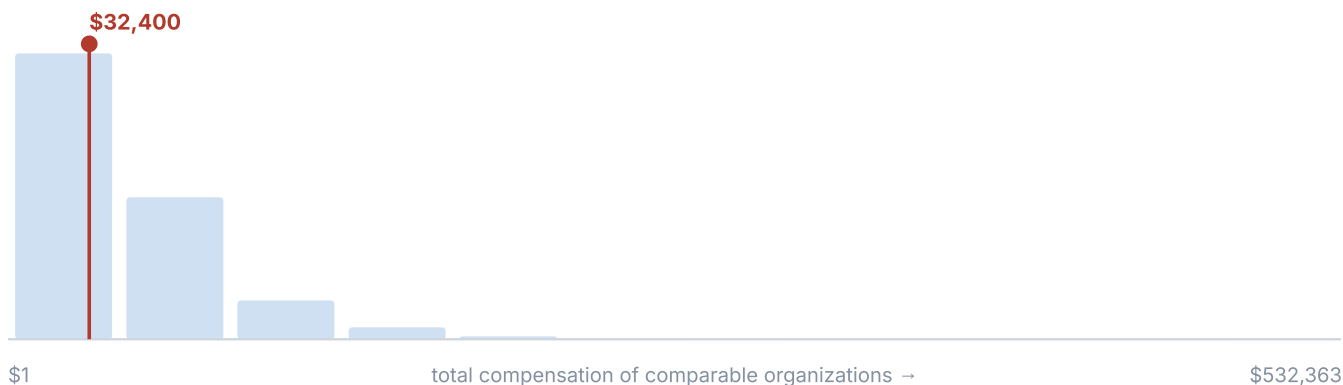 $32,400
$1 total compensation of comparable organizations → $532,363